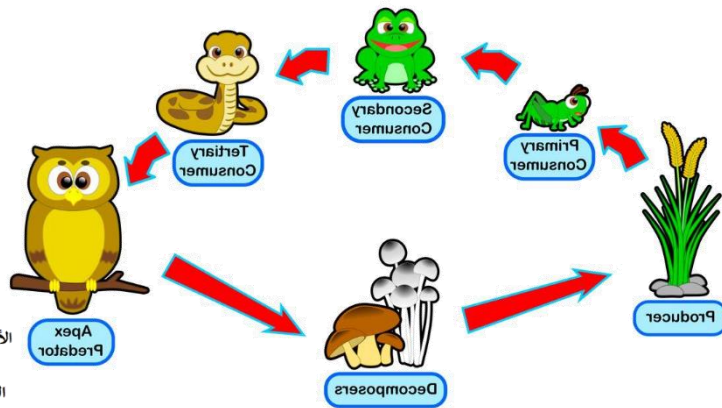 Secondary
Consumer
Tertiary
Consumer
Primary
Consumer
Producer
Apex
Predator
Decomposers